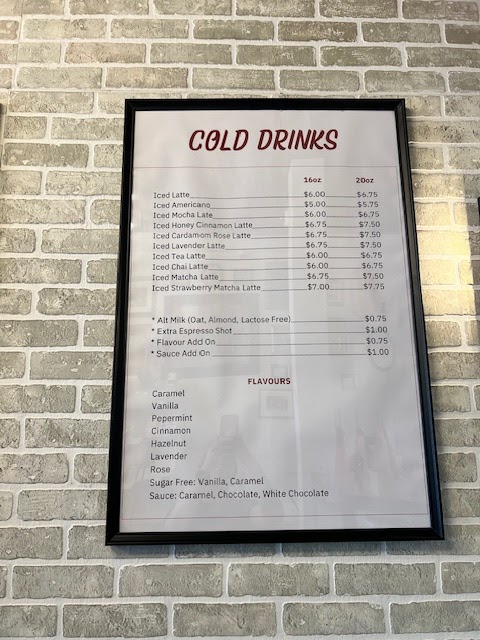 COLD DRINKS
16oz 20oz
Iced Latte $6.00 $6.75
Iced Americano $5.00 $5.75
Iced Mocha Late $6.00 $6.75
Iced Honey Cinnamon Latte $6.75 $7.50
Iced Cardamom Rose Latte $6.75 $7.50
Iced Lavender Latte $6.75 $7.50
Iced Tea Latte $6.00 $6.75
Iced Chai Latte $6.00 $6.75
Iced Matcha Latte $6.75 $7.50
Iced Strawberry Matcha Latte $7.00 $7.75
* Alt Milk (Oat, Almond, Lactose Free) $0.75
* Extra Espresso Shot $1.00
* Flavour Add On $0.75
* Sauce Add On $1.00
FLAVOURS
Caramel
Vanilla
Pepermint
Cinnamon
Hazelnut
Lavender
Rose
Sugar Free: Vanilla, Caramel
Sauce: Caramel, Chocolate, White Chocolate